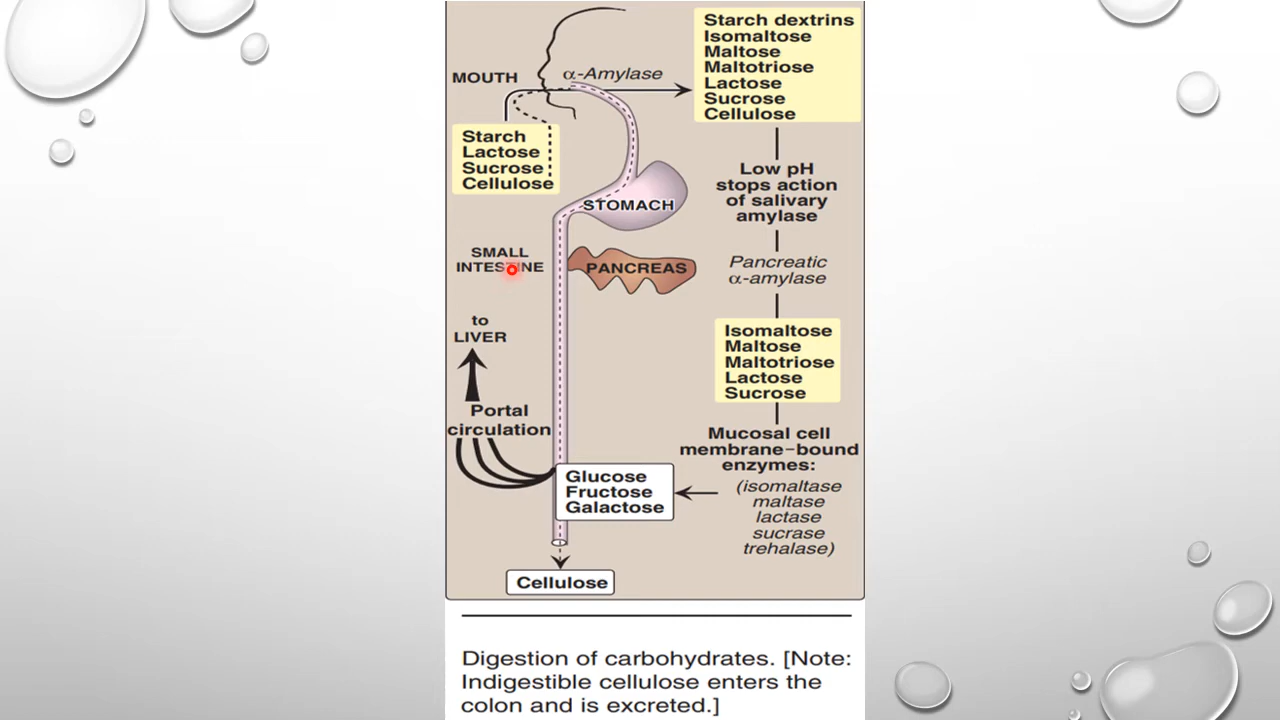 MOUTH
α-Amylase
Starch dextrins
Isomaltose
Maltose
Maltotriose
Lactose
Sucrose
Cellulose
Starch
Lactose
Sucrose
Cellulose
Low pH
stops action
of salivary
amylase
STOMACH
SMALL
INTESTINE
PANCREAS
Pancreatic
α-amylase
to
LIVER
Isomaltose
Maltose
Maltotriose
Lactose
Sucrose
Portal
circulation
Mucosal cell
membrane–bound
enzymes:
(isomaltase
maltase
lactase
sucrase
trehalase)
Glucose
Fructose
Galactose
Cellulose
Digestion of carbohydrates. [Note:
Indigestible cellulose enters the
colon and is excreted.]